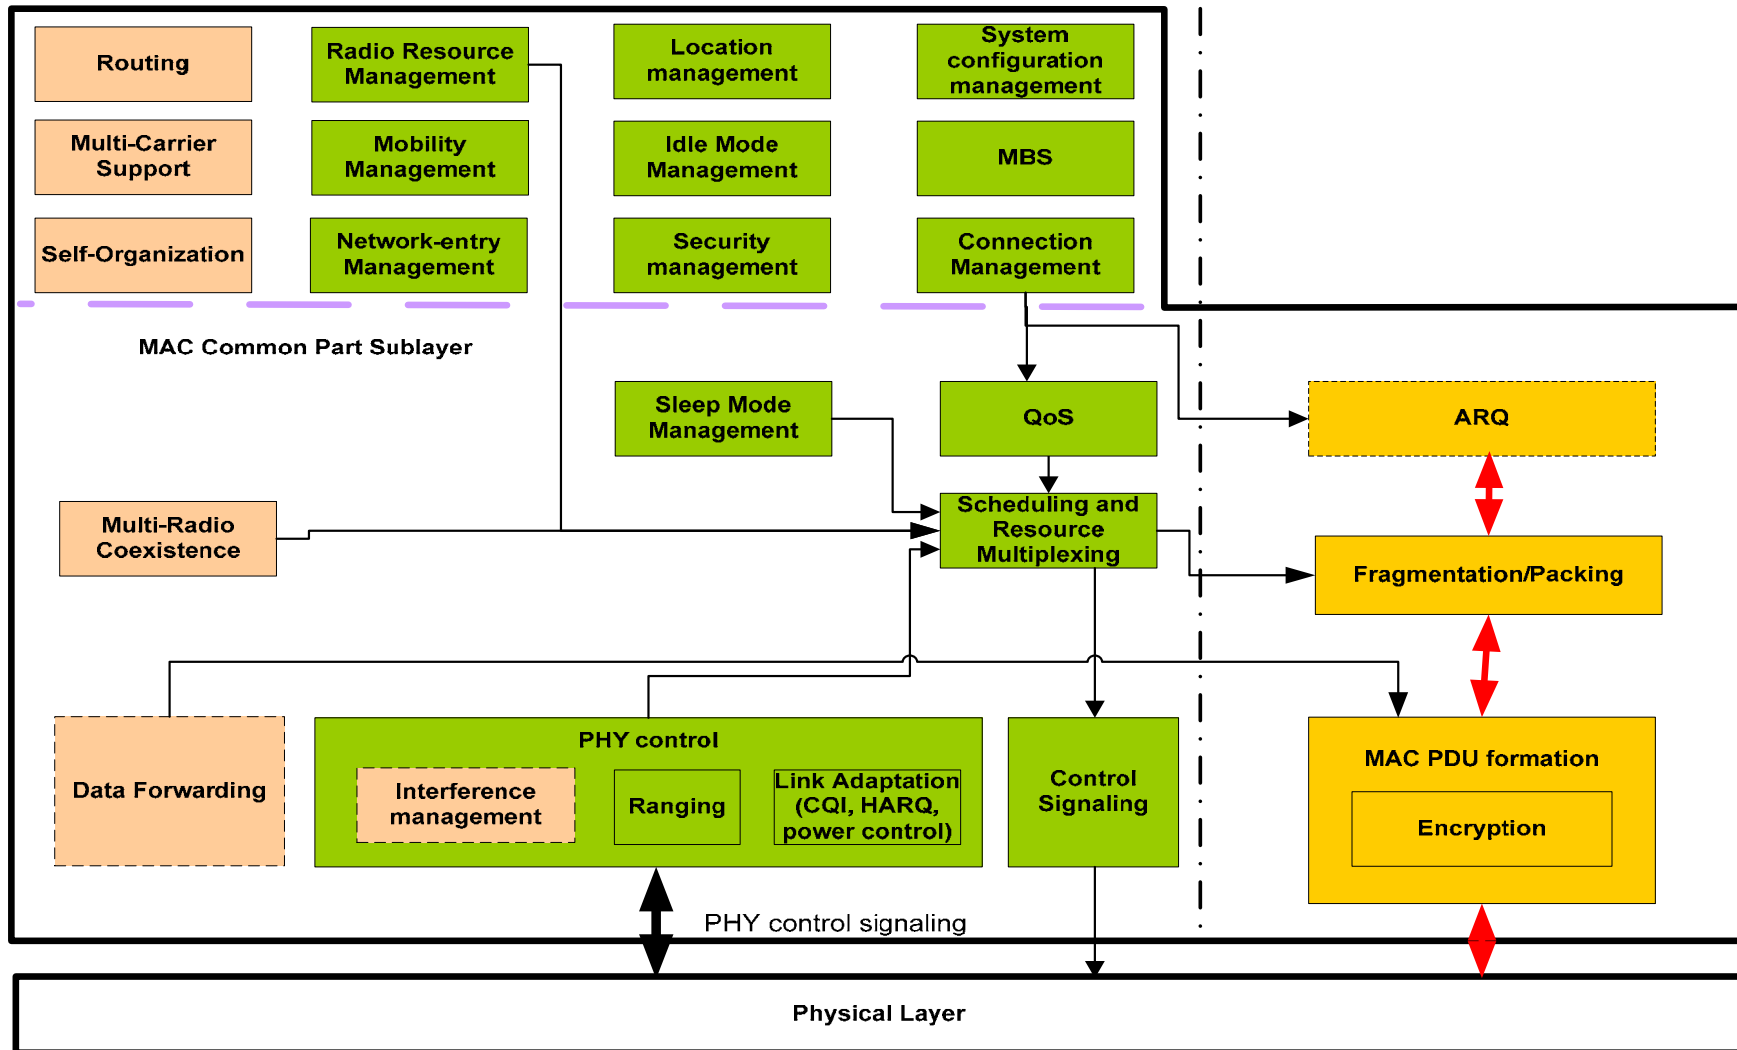 Routing
Radio Resource
Management
Location
management
System
configuration
management
Multi-Carrier
Support
Mobility
Management
Idle Mode
Management
MBS
Self-Organization
Network-entry
Management
Security
management
Connection
Management
MAC Common Part Sublayer
Sleep Mode
Management
QoS
ARQ
Multi-Radio
Coexistence
Scheduling and
Resource
Multiplexing
Fragmentation/Packing
Data Forwarding
PHY control
Interference
management
Ranging
Link Adaptation
(CQI, HARQ,
power control)
Control
Signaling
MAC PDU formation
Encryption
PHY control signaling
Physical Layer